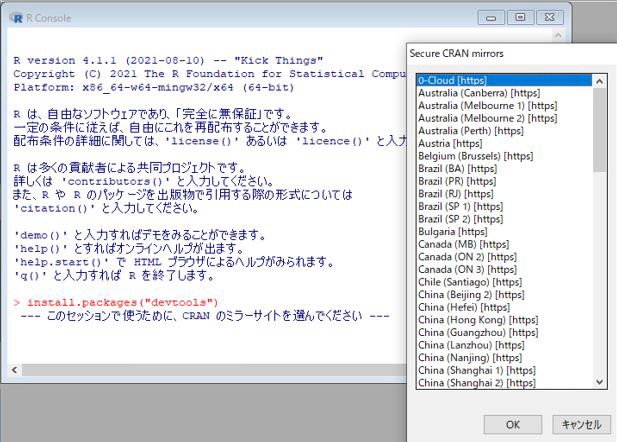 R Console
R version 4.1.1 (2021-08-10) -- "Kick Things"
Copyright (C) 2021 The R Foundation for Statistical Compu
Platform: x86_64-w64-mingw32/x64 (64-bit)
R は、自由なソフトウェアであり、「完全に無保証」です。
一定の条件に従えば、自由にこれを再配布することができます。
配布条件の詳細に関しては、'license()' あるいは 'licence()' と入力
R は多くの貢献者による共同プロジェクトです。
詳しくは 'contributors()' と入力してください。
また、R や R のパッケージを出版物で引用する際の形式については
'citation()' と入力してください。
'demo()' と入力すればデモをみることができます。
'help()' とすればオンラインヘルプが出ます。
'help.start()' で HTML ブラウザによるヘルプがみられます。
'q()' と入力すれば R を終了します。
> install.packages("devtools")
--- このセッションで使うために、CRAN のミラーサイトを選んでください ---
Secure CRAN mirrors
0-Cloud [https]
Australia (Canberra) [https]
Australia (Melbourne 1) [https]
Australia (Melbourne 2) [https]
Australia (Perth) [https]
Austria [https]
Belgium (Brussels) [https]
Brazil (BA) [https]
Brazil (PR) [https]
Brazil (RJ) [https]
Brazil (SP 1) [https]
Brazil (SP 2) [https]
Bulgaria [https]
Canada (MB) [https]
Canada (ON 2) [https]
Canada (ON 3) [https]
Chile (Santiago) [https]
China (Beijing 2) [https]
China (Hefei) [https]
China (Hong Kong) [https]
China (Guangzhou) [https]
China (Lanzhou) [https]
China (Nanjing) [https]
China (Shanghai 1) [https]
China (Shanghai 2) [https]
OK
キャンセル